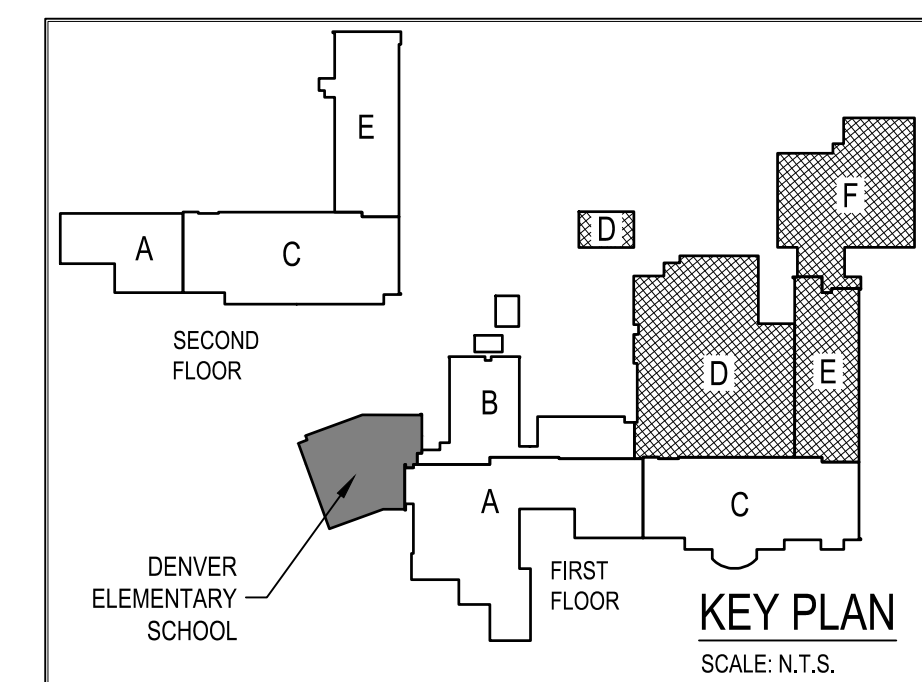 E
A
C
SECOND
FLOOR
F
D
D
E
B
A
C
DENVER
ELEMENTARY
SCHOOL
FIRST
FLOOR
KEY PLAN
SCALE: N.T.S.